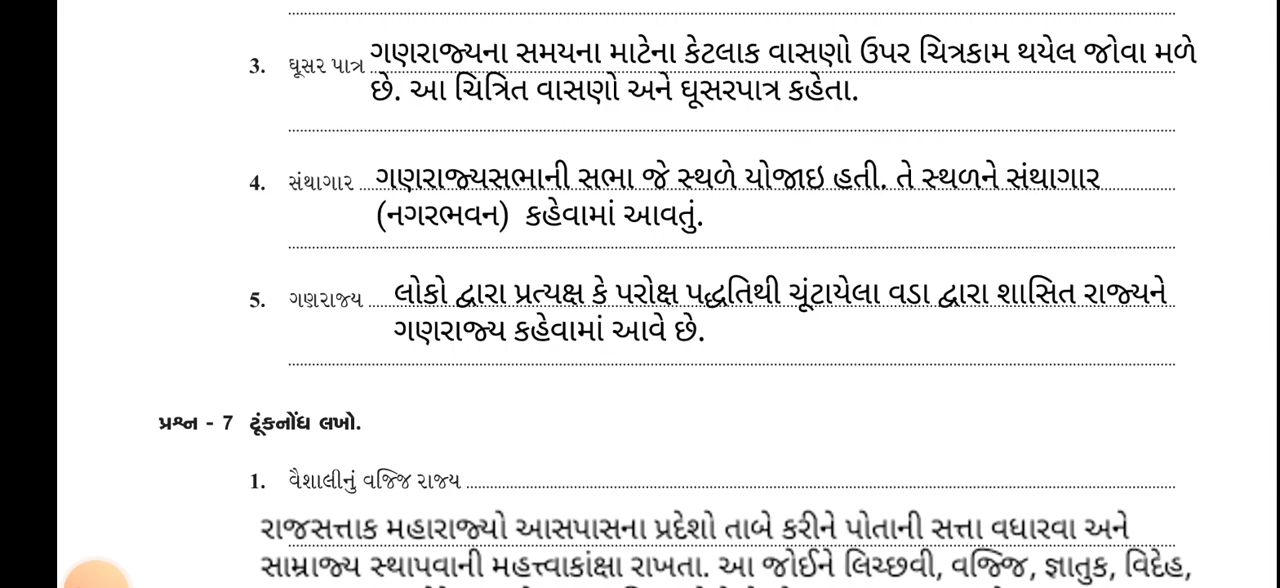 3. ઘૂસર પાત્ર ગણરાજ્યના સમયના માટેના કેટલાક વાસણો ઉપર ચિત્રકામ થયેલ જોવા મળે
છે. આ ચિત્રિત વાસણો અને ઘૂસરપાત્ર કહેતા.
4. સંથાગાર ગણરાજ્યસભાની સભા જે સ્થળે યોજાઇ હતી. તે સ્થળને સંથાગાર
(નગરભવન) કહેવામાં આવતું.
5. ગણરાજ્ય લોકો દ્વારા પ્રત્યક્ષ કે પરોક્ષ પદ્ધતિથી ચૂંટાયેલા વડા દ્વારા શાસિત રાજ્યને
ગણરાજ્ય કહેવામાં આવે છે.
પ્રશ્ન - 7 ટૂંકનોંધ લખો.
1. વૈશાલીનું વજ્જિ રાજ્ય
રાજસત્તાક મહારાજ્યો આસપાસના પ્રદેશો તાબે કરીને પોતાની સત્તા વધારવા અને
સામ્રાજ્ય સ્થાપવાની મહત્ત્વાકાંક્ષા રાખતા. આ જોઈને લિચ્છવી, વજ્જિ, જ્ઞાતુક, વિદેહ,